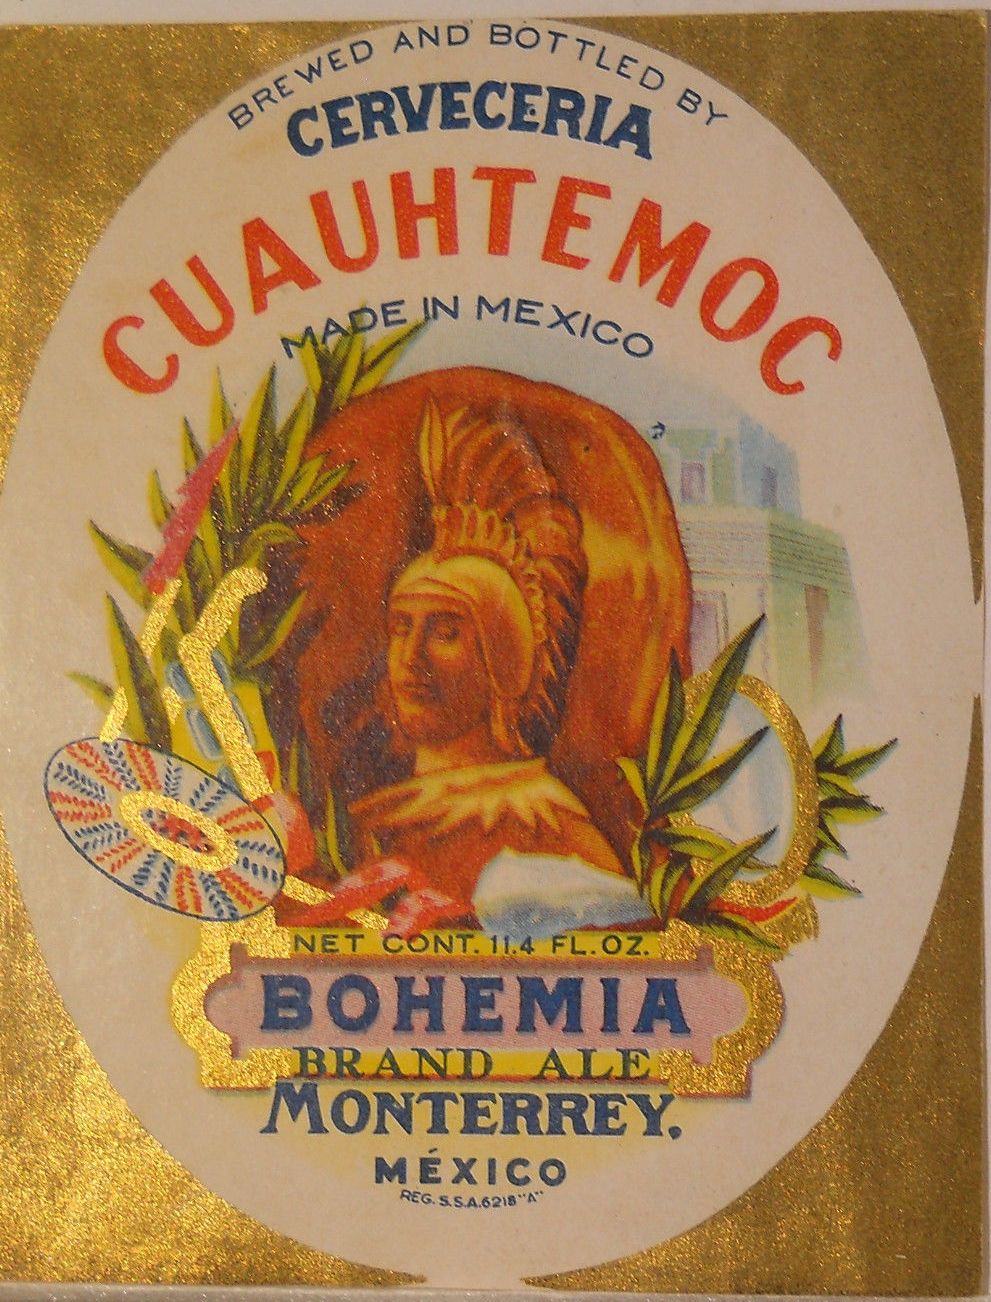 BREWED AND BOTTLED BY
CERVECERIA
CUAUHTEMOC
MADE IN MEXICO
NET CONT. 11.4 FL. OZ.
BOHEMIA
BRAND ALE
MONTERREY.
MÉXICO
REG. S.S.A. 6218 "A"